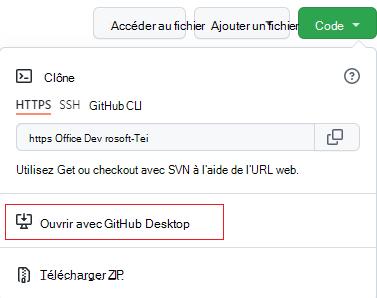 Accéder au fichier Ajouter un fichier Code
Clône
HTTPS SSH GitHub CLI
https Office Dev rosoft-Tei
Utilisez Get ou checkout avec SVN à l'aide de l'URL web.
Ouvrir avec GitHub Desktop
Télécharger ZIP.